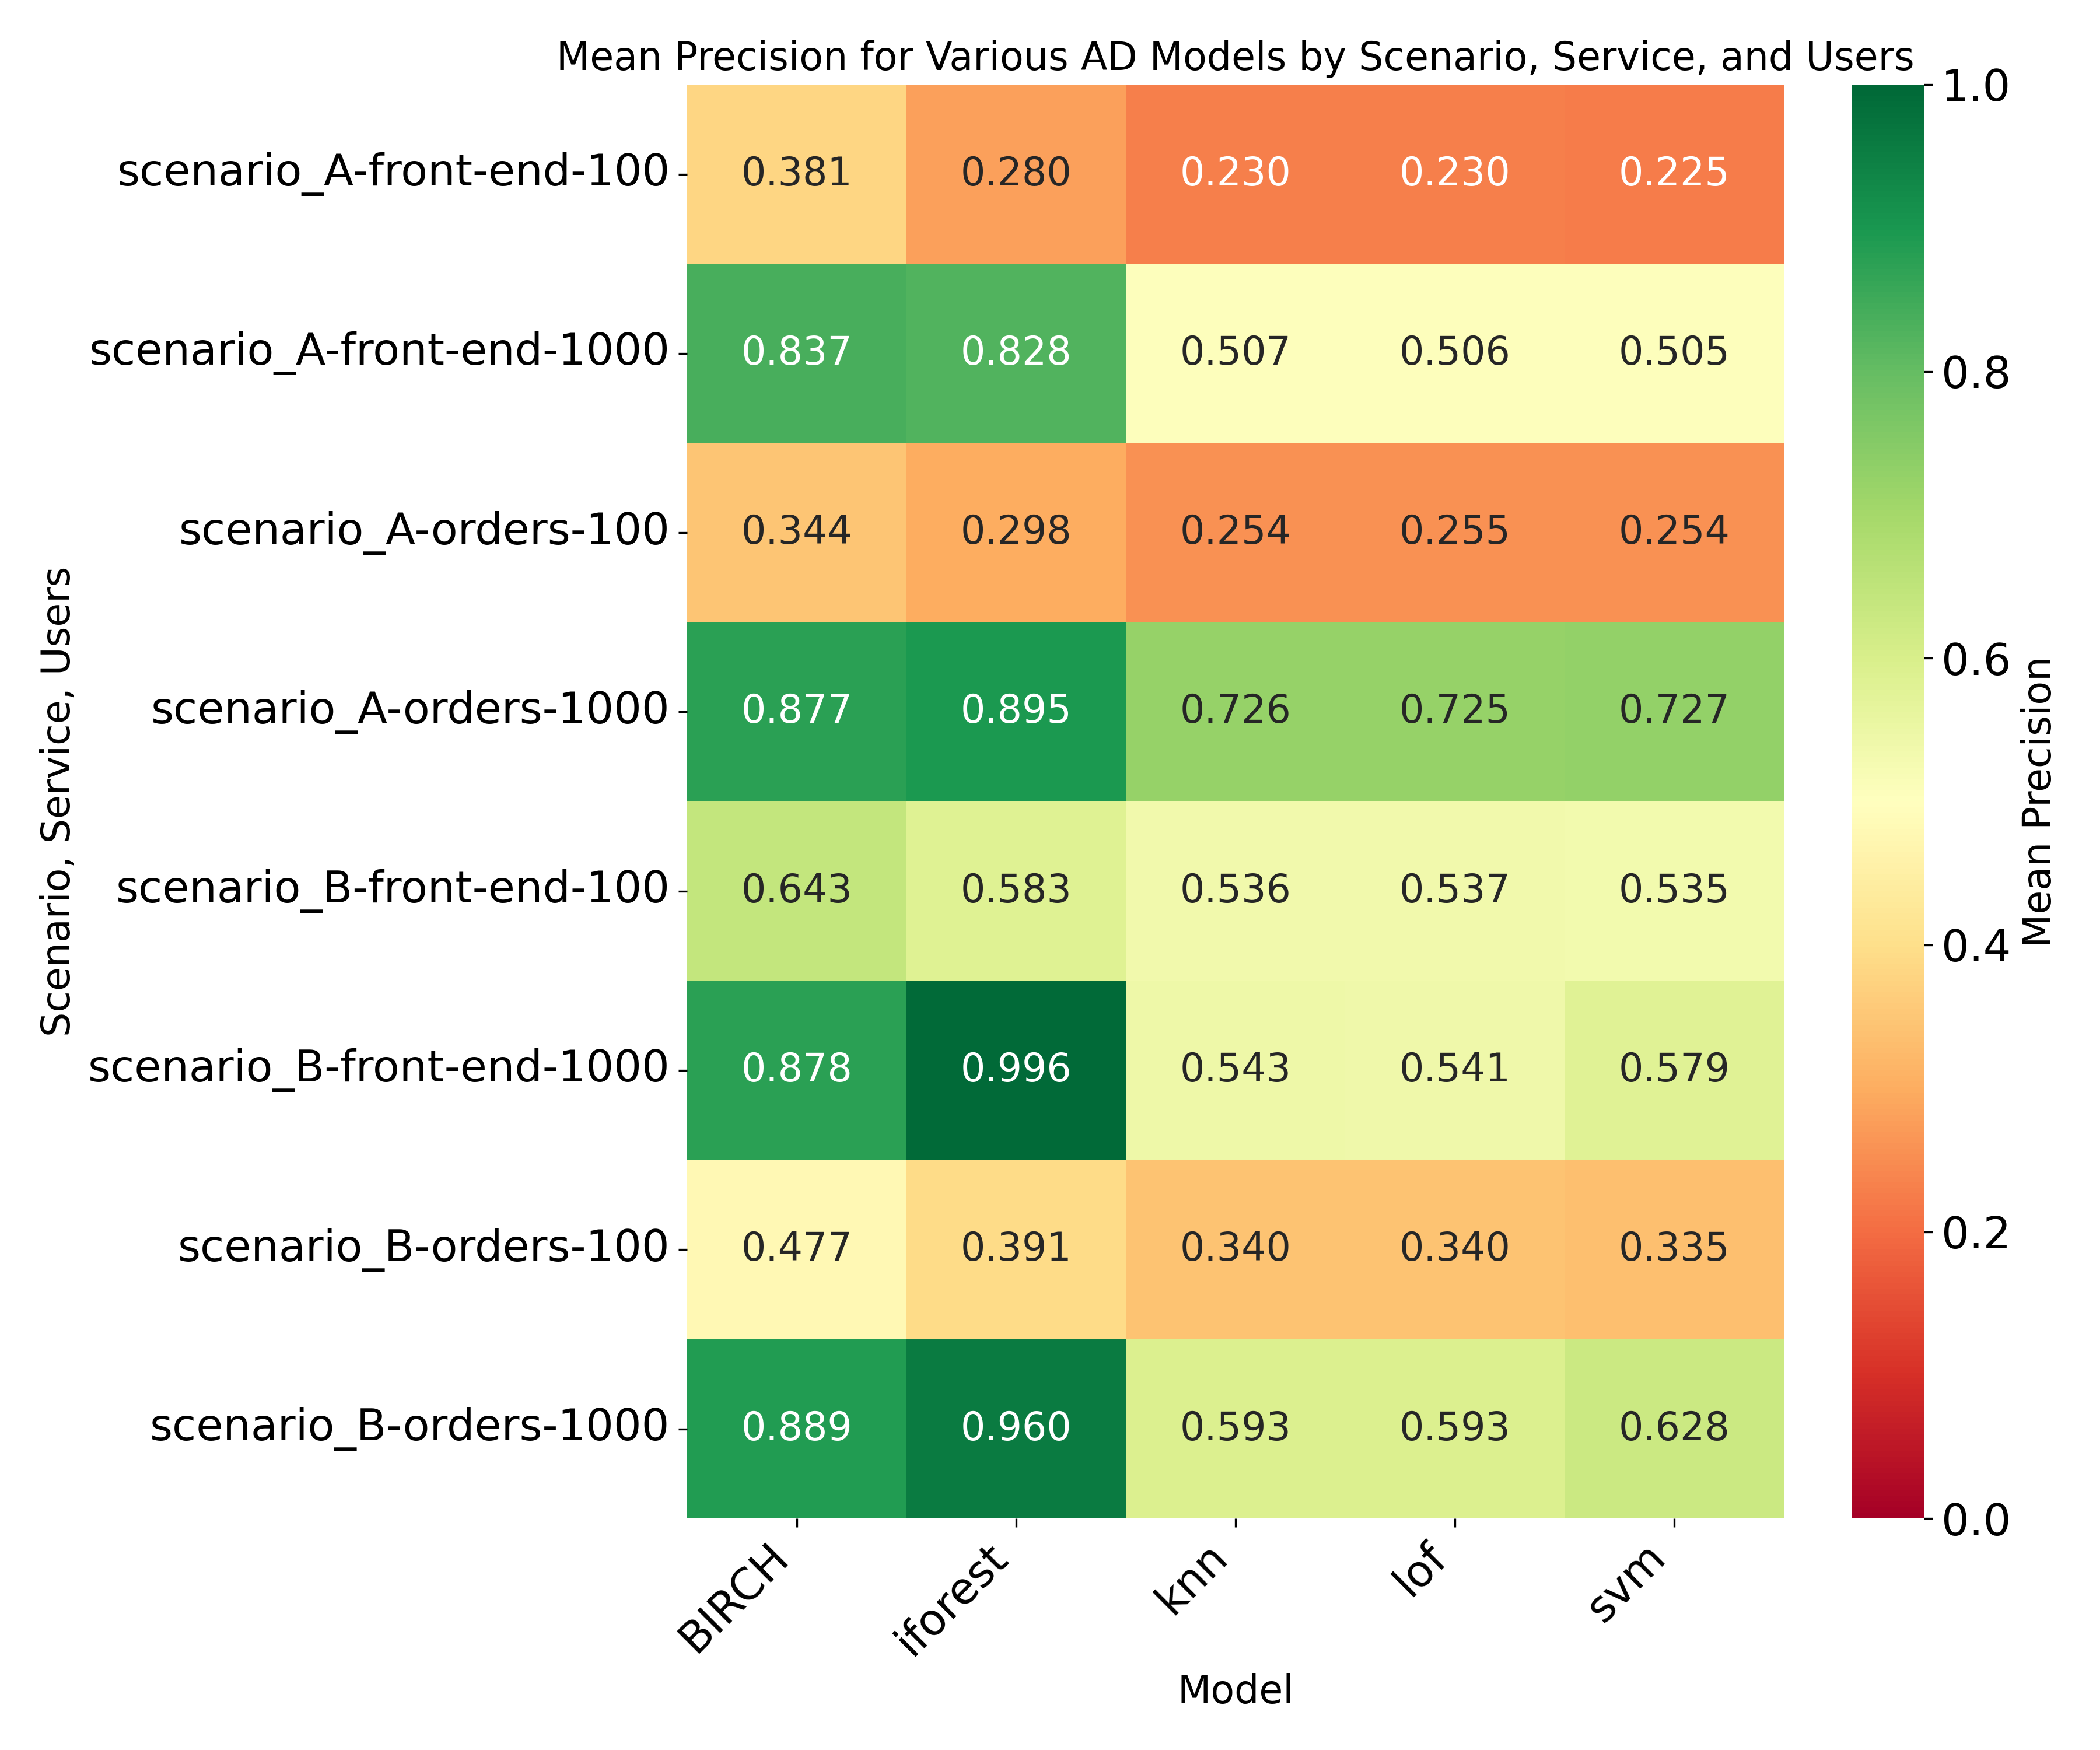 Mean Precision for Various AD Models by Scenario, Service, and Users
Scenario, Service, Users
scenario_A-front-end-100 0.381 0.280 0.230 0.230 0.225
scenario_A-front-end-1000 0.837 0.828 0.507 0.506 0.505
scenario_A-orders-100 0.344 0.298 0.254 0.255 0.254
scenario_A-orders-1000 0.877 0.895 0.726 0.725 0.727
scenario_B-front-end-100 0.643 0.583 0.536 0.537 0.535
scenario_B-front-end-1000 0.878 0.996 0.543 0.541 0.579
scenario_B-orders-100 0.477 0.391 0.340 0.340 0.335
scenario_B-orders-1000 0.889 0.960 0.593 0.593 0.628
BIRCH iforest knn lof svm
Model
1.0
0.8
0.6
0.4
0.2
0.0
Mean Precision